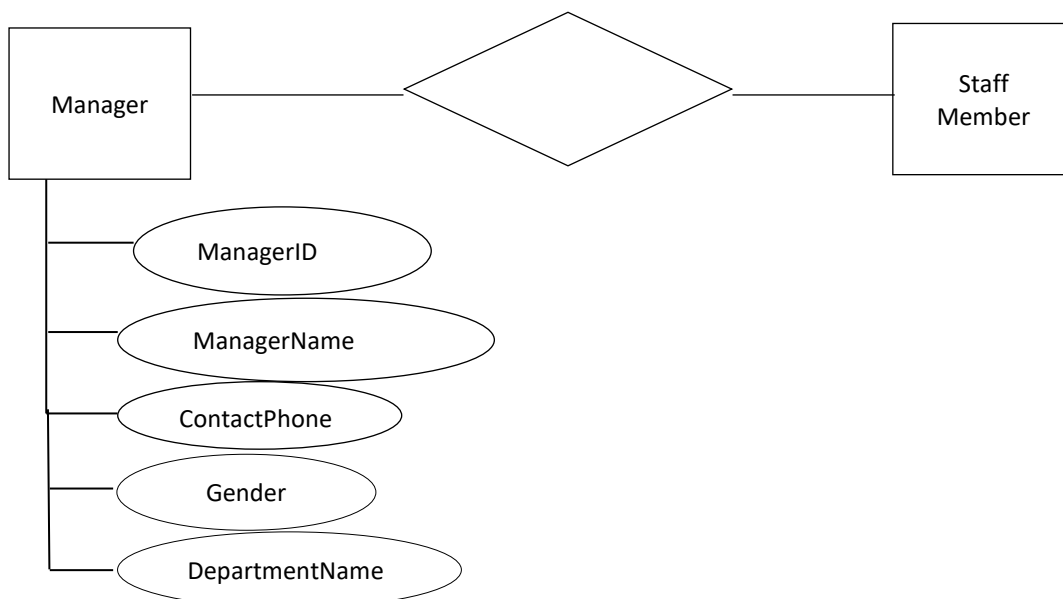 Manager
Staff
Member
ManagerID
ManagerName
ContactPhone
Gender
DepartmentName